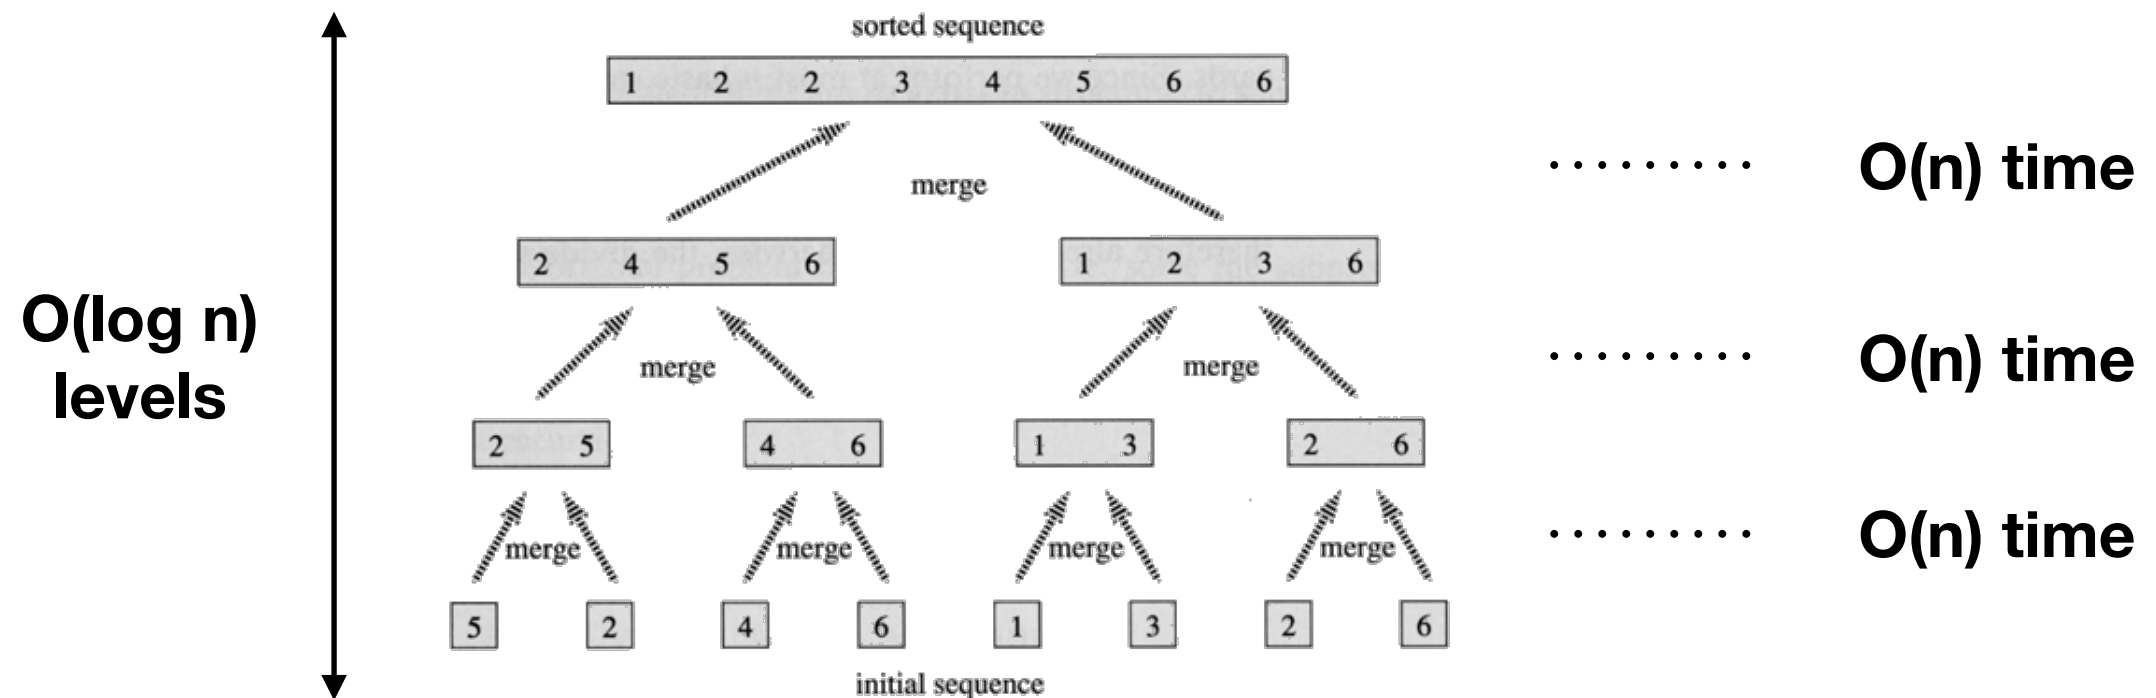 sorted sequence
1 2 2 3 4 5 6 6
merge
......... O(n) time
2 4 5 6
1 2 3 6
O(log n)
levels
merge
merge
......... O(n) time
2 5
4 6
1 3
2 6
merge
merge
merge
merge
......... O(n) time
5
2
4
6
1
3
2
6
initial sequence